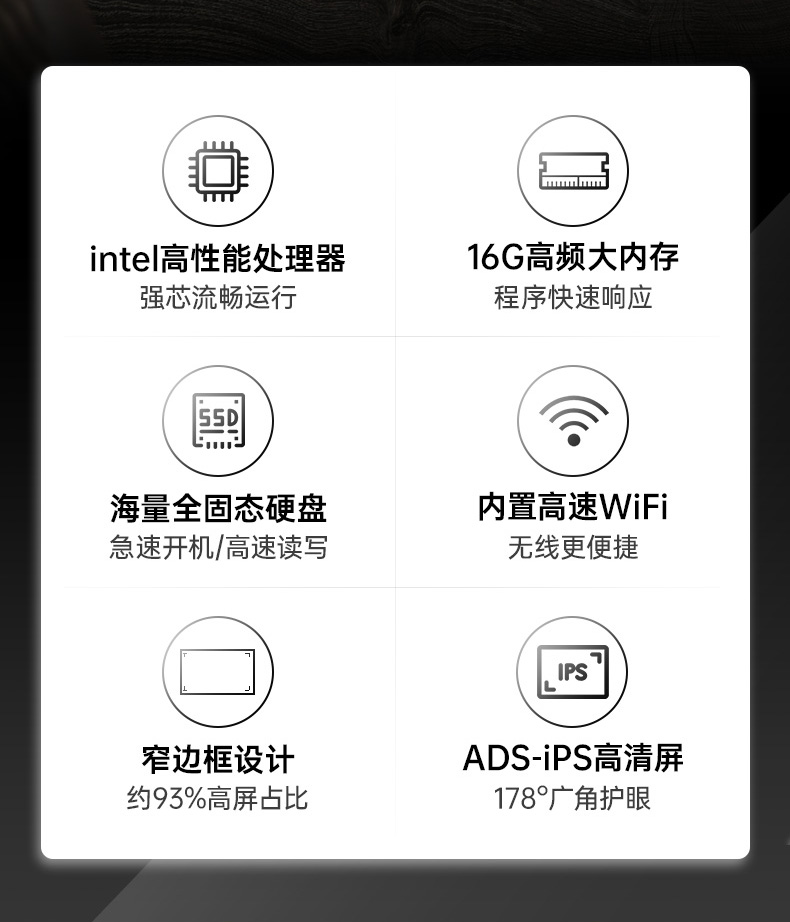 intel高性能处理器
强芯流畅运行
16G高频大内存
程序快速响应
SSD
海量全固态硬盘
急速开机/高速读写
内置高速WiFi
无线更便捷
窄边框设计
约93%高屏占比
IPS
ADS-iPS高清屏
178°广角护眼